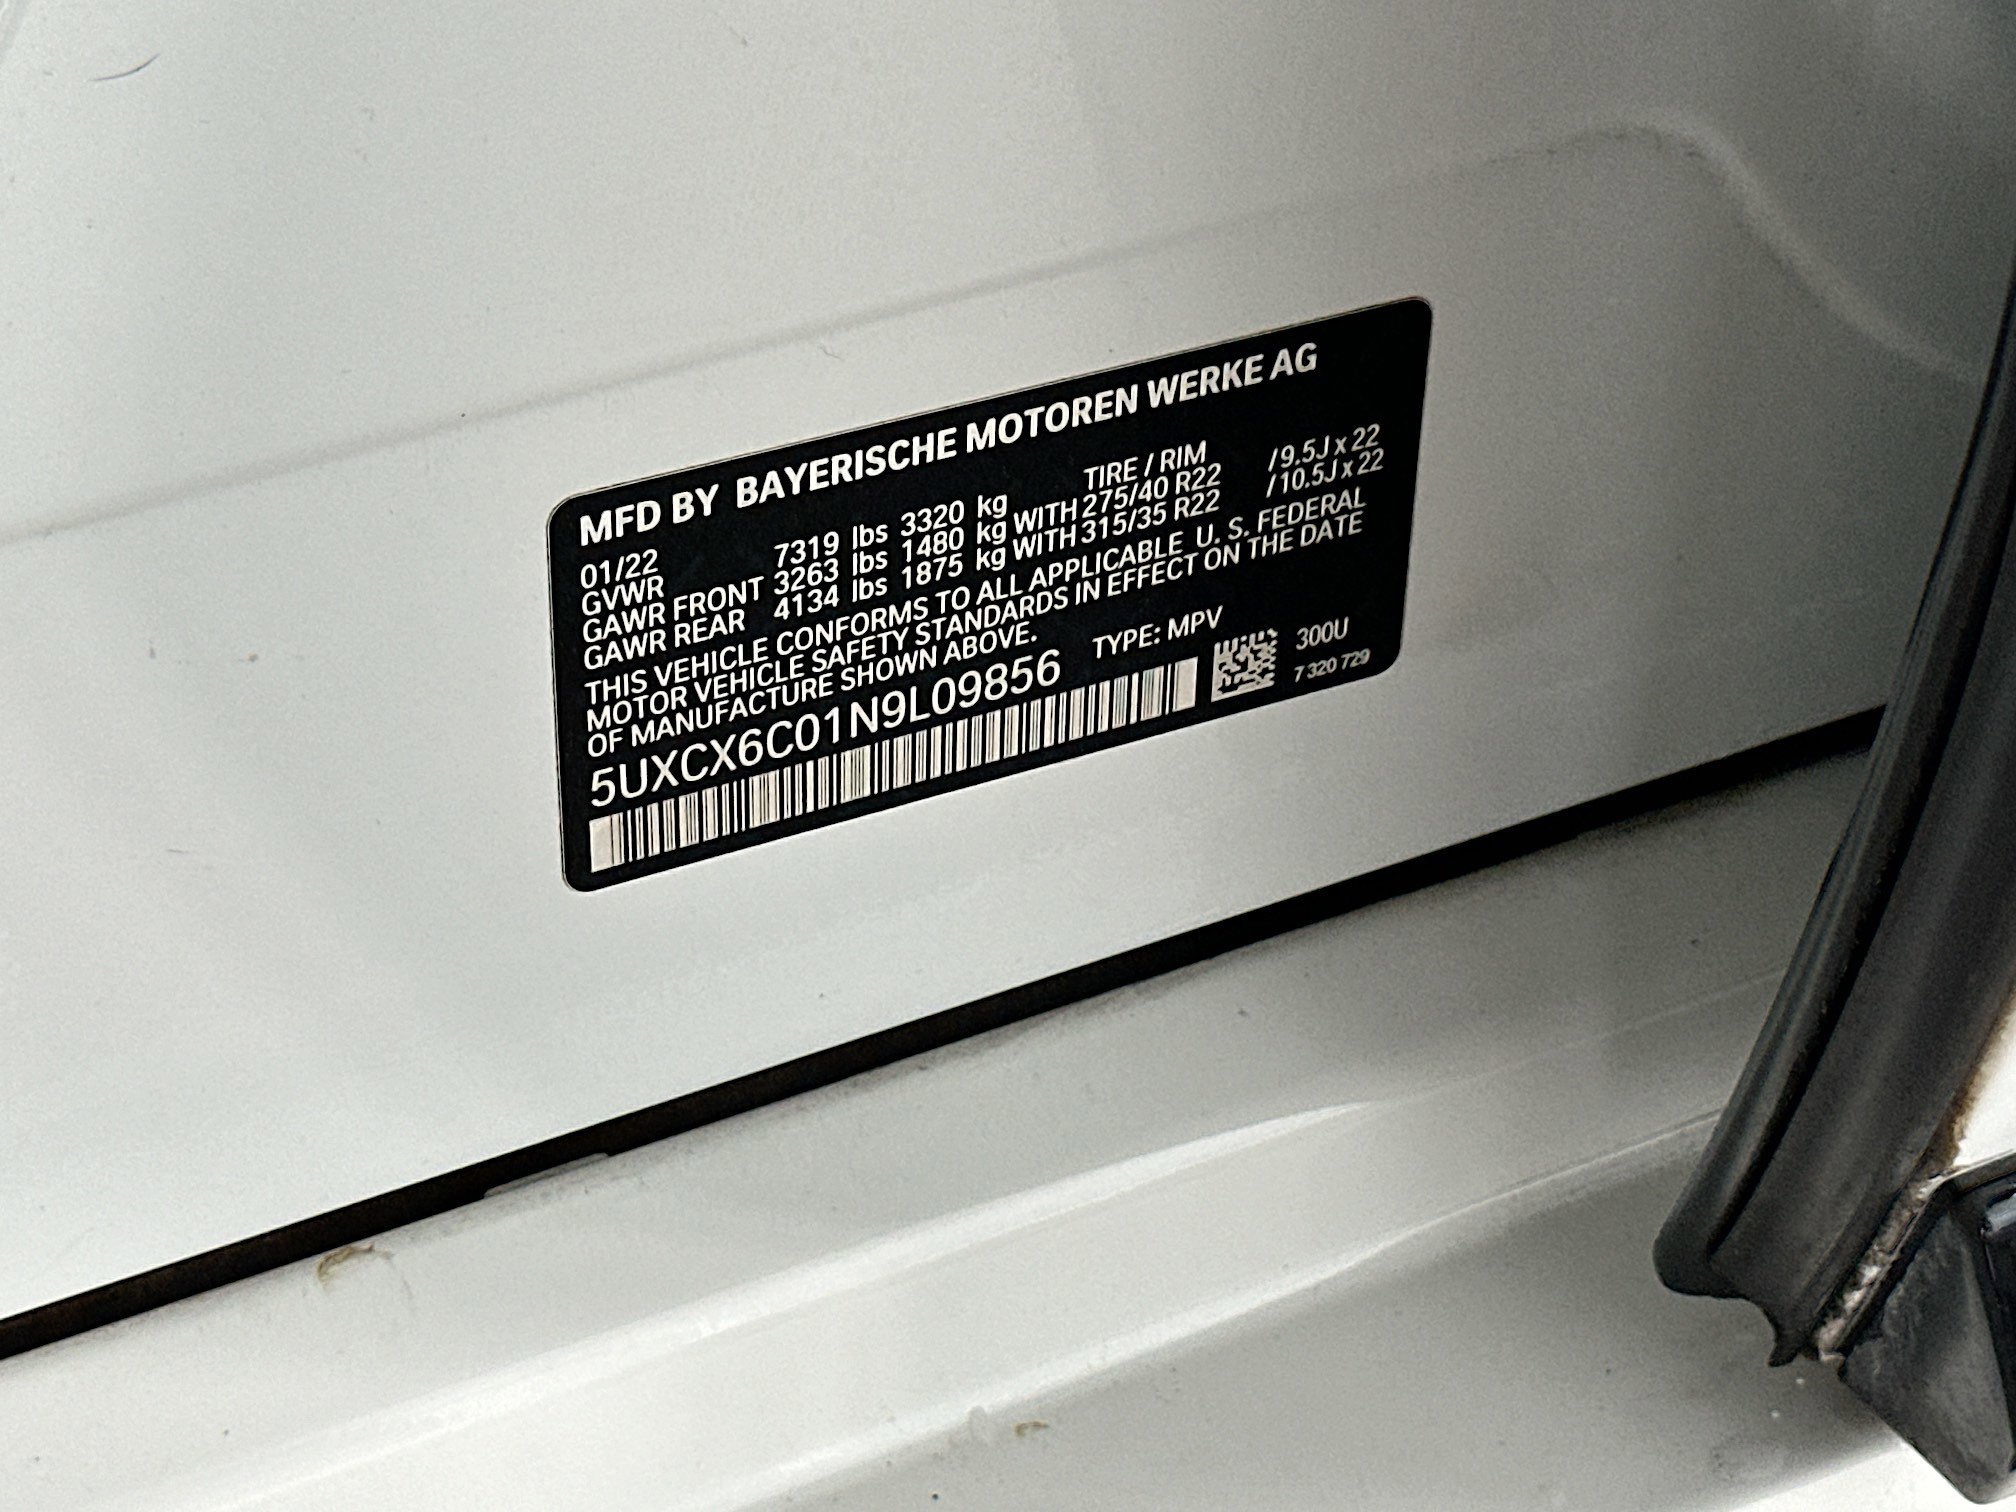 MFD BY BAYERISCHE MOTOREN WERKE AG
01/22 TIRE / RIM
GVWR 7319 lbs 3320 kg
GAWR FRONT 3263 lbs 1480 kg WITH 275/40 R22 /9.5J x 22
GAWR REAR 4134 lbs 1875 kg WITH 315/35 R22 /10.5J x 22
THIS VEHICLE CONFORMS TO ALL APPLICABLE U. S. FEDERAL
MOTOR VEHICLE SAFETY STANDARDS IN EFFECT ON THE DATE
OF MANUFACTURE SHOWN ABOVE.
5UXCX6C01N9L09856 TYPE: MPV
300U
7 320 729